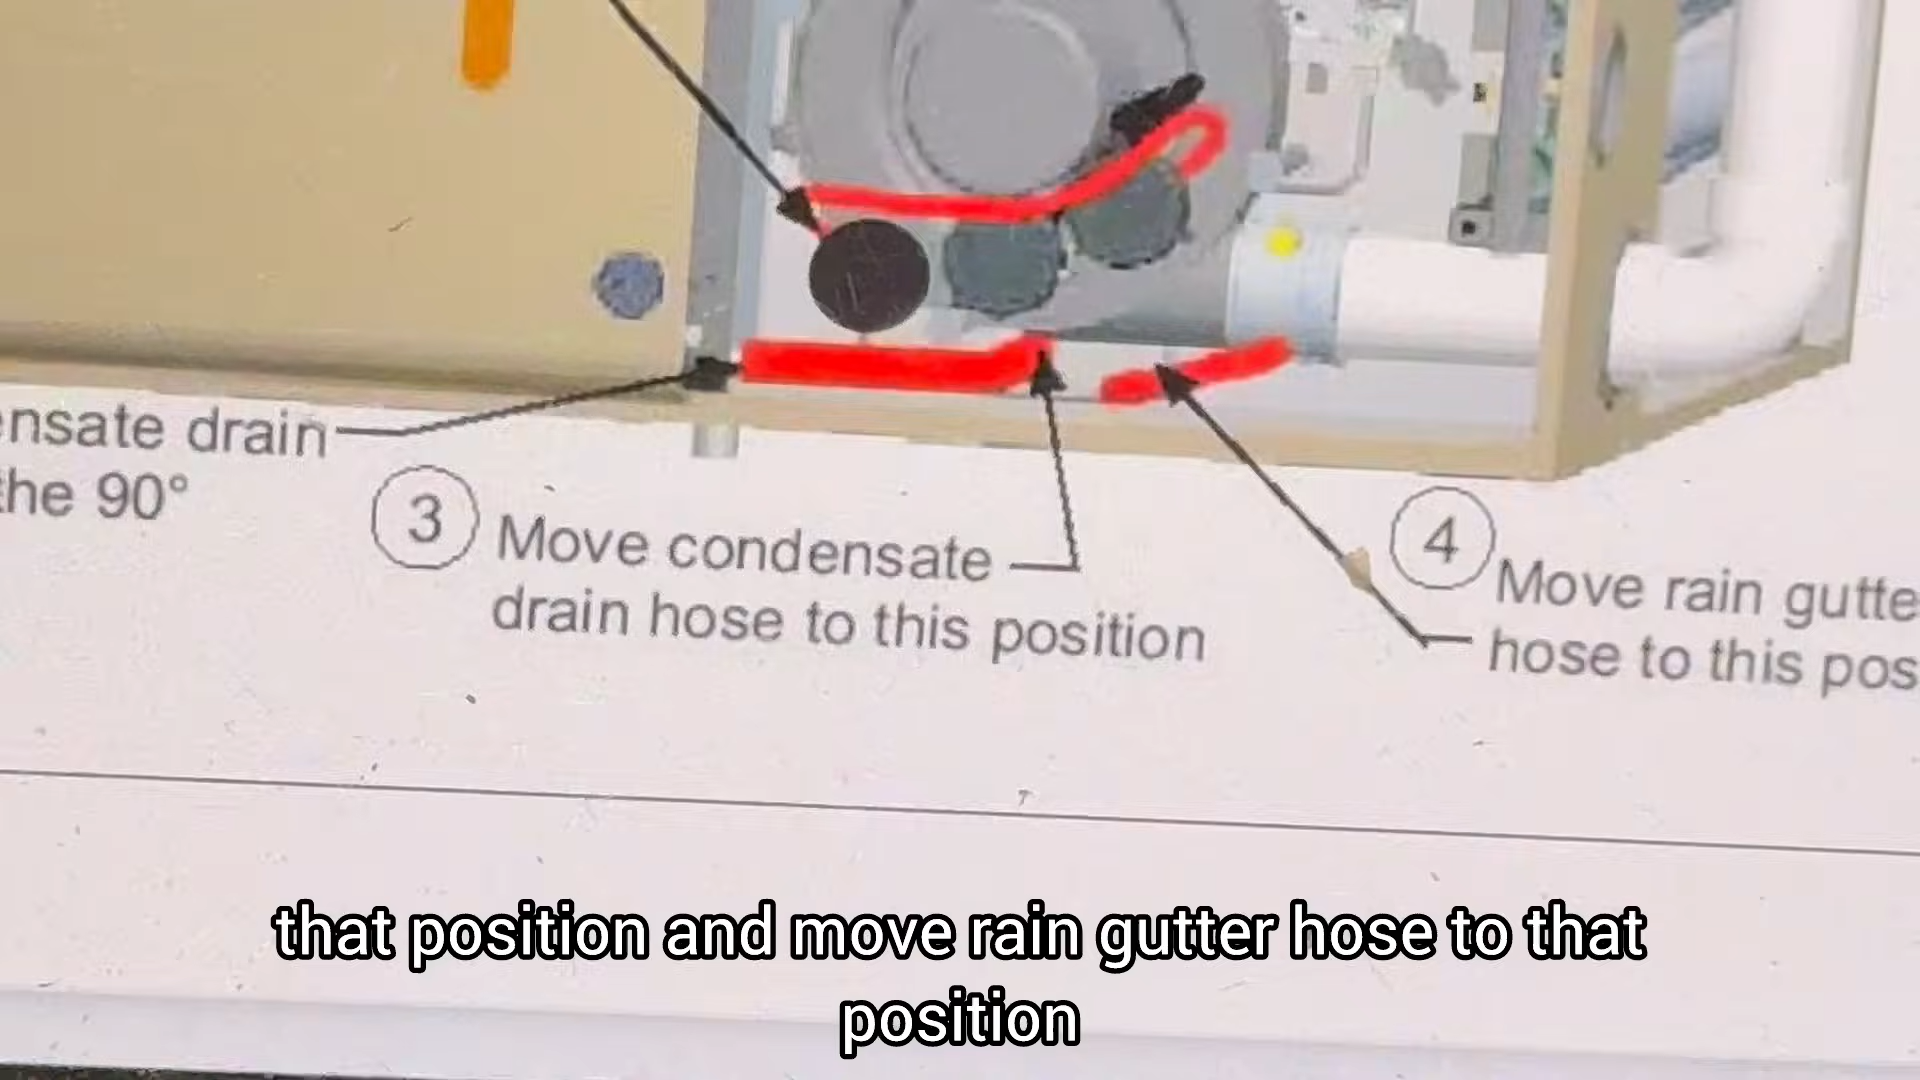 ensate drain
the 90°
3
Move condensate
drain hose to this position
4
Move rain gutte
hose to this pos
that position and move rain gutter hose to that
position